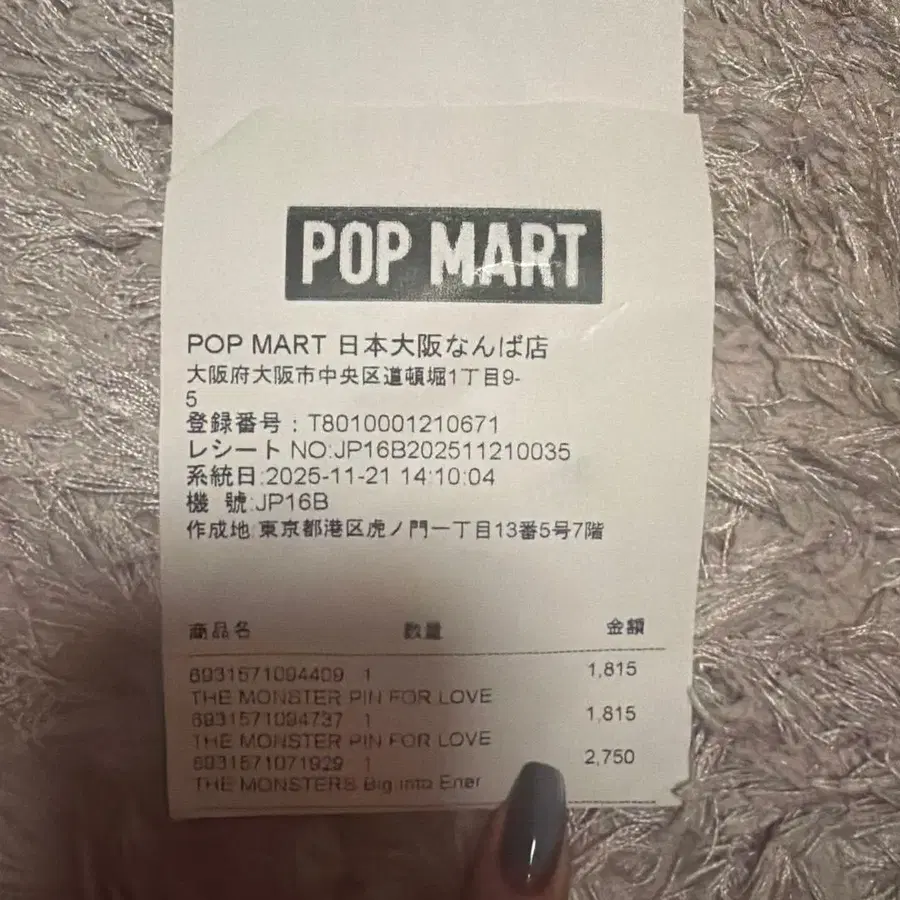 POP MART
POP MART 日本大阪なんば店
大阪府大阪市中央区道頓堀1丁目9-
5
登録番号：T8010001210671
レシート NO:JP16B202511210035
系統日:2025-11-21 14:10:04
機 號:JP16B
作成地:東京都港区虎ノ門一丁目13番5号7階
商品名 数量 金額
6931571094409 1 1,815
THE MONSTER PIN FOR LOVE
6931571094737 1 1,815
THE MONSTER PIN FOR LOVE
6931571071929 1 2,750
THE MONSTERS Big into Ener